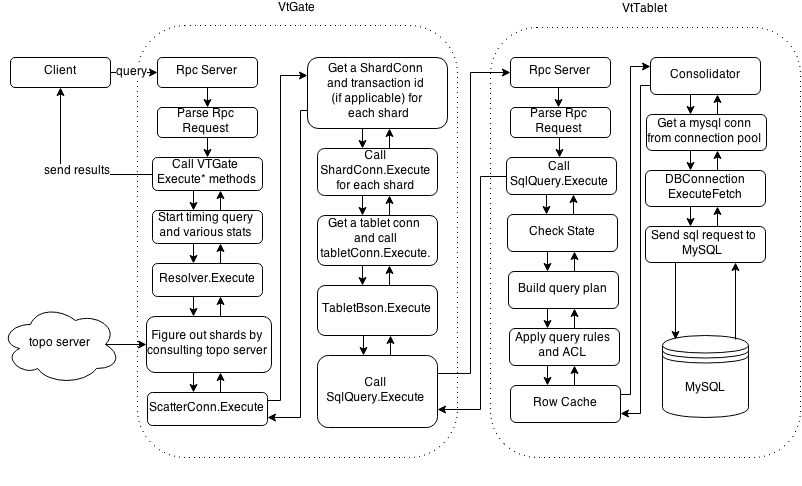 VtGate
VtTablet
Client
query
Rpc Server
Parse Rpc
Request
Call VTGate
Execute* methods
send results
Start timing query
and various stats
Resolver.Execute
topo server
Figure out shards by
consulting topo server
ScatterConn.Execute
Get a ShardConn
and transaction id
(if applicable) for
each shard
Call
ShardConn.Execute
for each shard
Get a tablet conn
and call
tabletConn.Execute.
TabletBson.Execute
Call
SqlQuery.Execute
Rpc Server
Parse Rpc
Request
Call
SqlQuery.Execute
Check State
Build query plan
Apply query rules
and ACL
Row Cache
Consolidator
Get a mysql conn
from connection pool
DBConnection
ExecuteFetch
Send sql request to
MySQL
MySQL